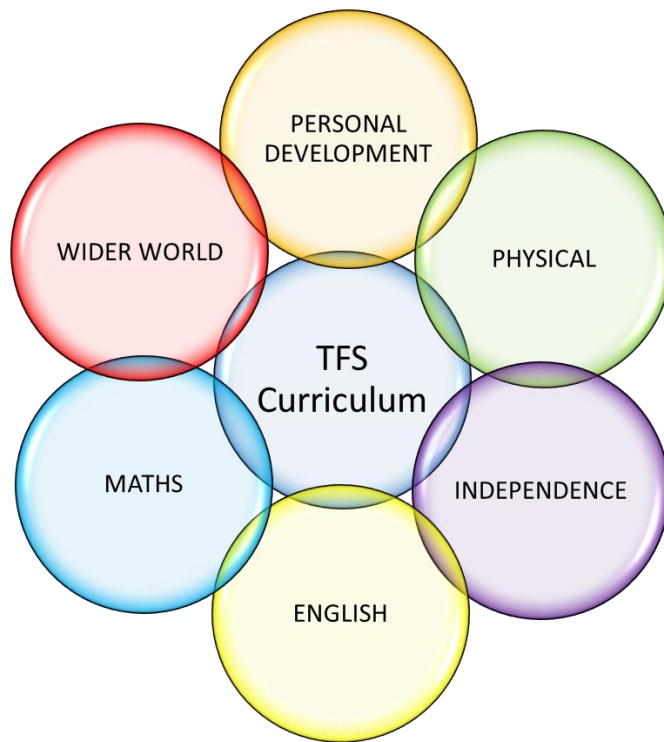 PERSONAL
DEVELOPMENT
WIDER WORLD
PHYSICAL
TFS
Curriculum
MATHS
INDEPENDENCE
ENGLISH